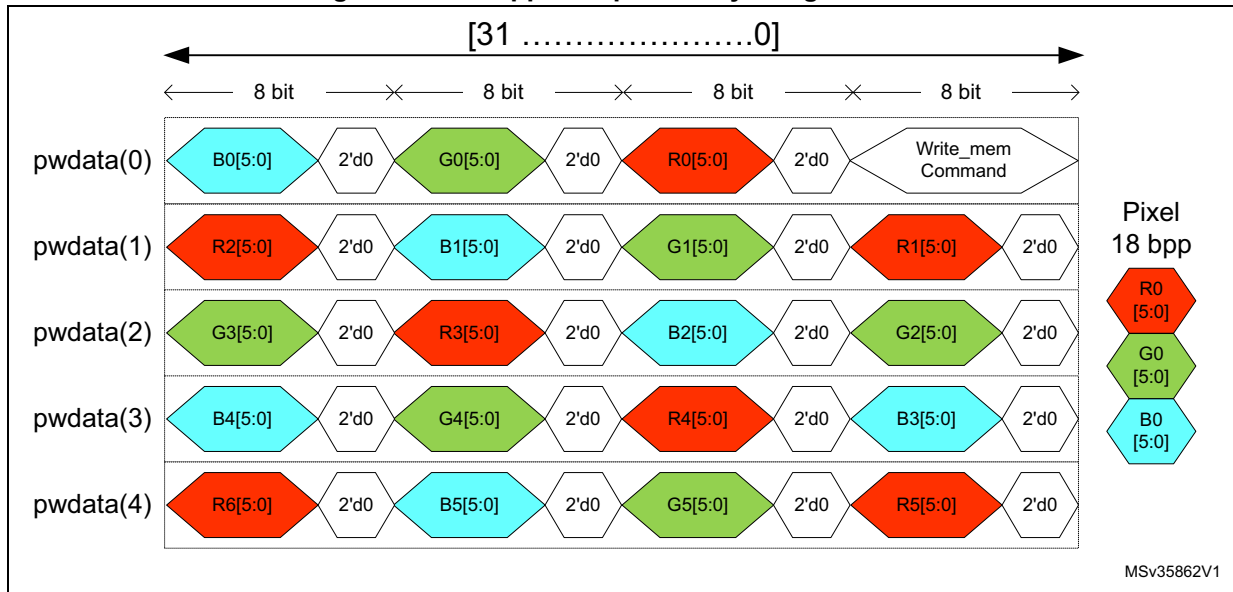 [31 ......................0]
8 bit 8 bit 8 bit 8 bit
pwdata(0) B0[5:0] 2'd0 G0[5:0] 2'd0 R0[5:0] 2'd0 Write_mem
Command
pwdata(1) R2[5:0] 2'd0 B1[5:0] 2'd0 G1[5:0] 2'd0 R1[5:0] 2'd0
pwdata(2) G3[5:0] 2'd0 R3[5:0] 2'd0 B2[5:0] 2'd0 G2[5:0] 2'd0
pwdata(3) B4[5:0] 2'd0 G4[5:0] 2'd0 R4[5:0] 2'd0 B3[5:0] 2'd0
pwdata(4) R6[5:0] 2'd0 B5[5:0] 2'd0 G5[5:0] 2'd0 R5[5:0] 2'd0
Pixel
18 bpp
R0
[5:0]
G0
[5:0]
B0
[5:0]
MSv35862V1